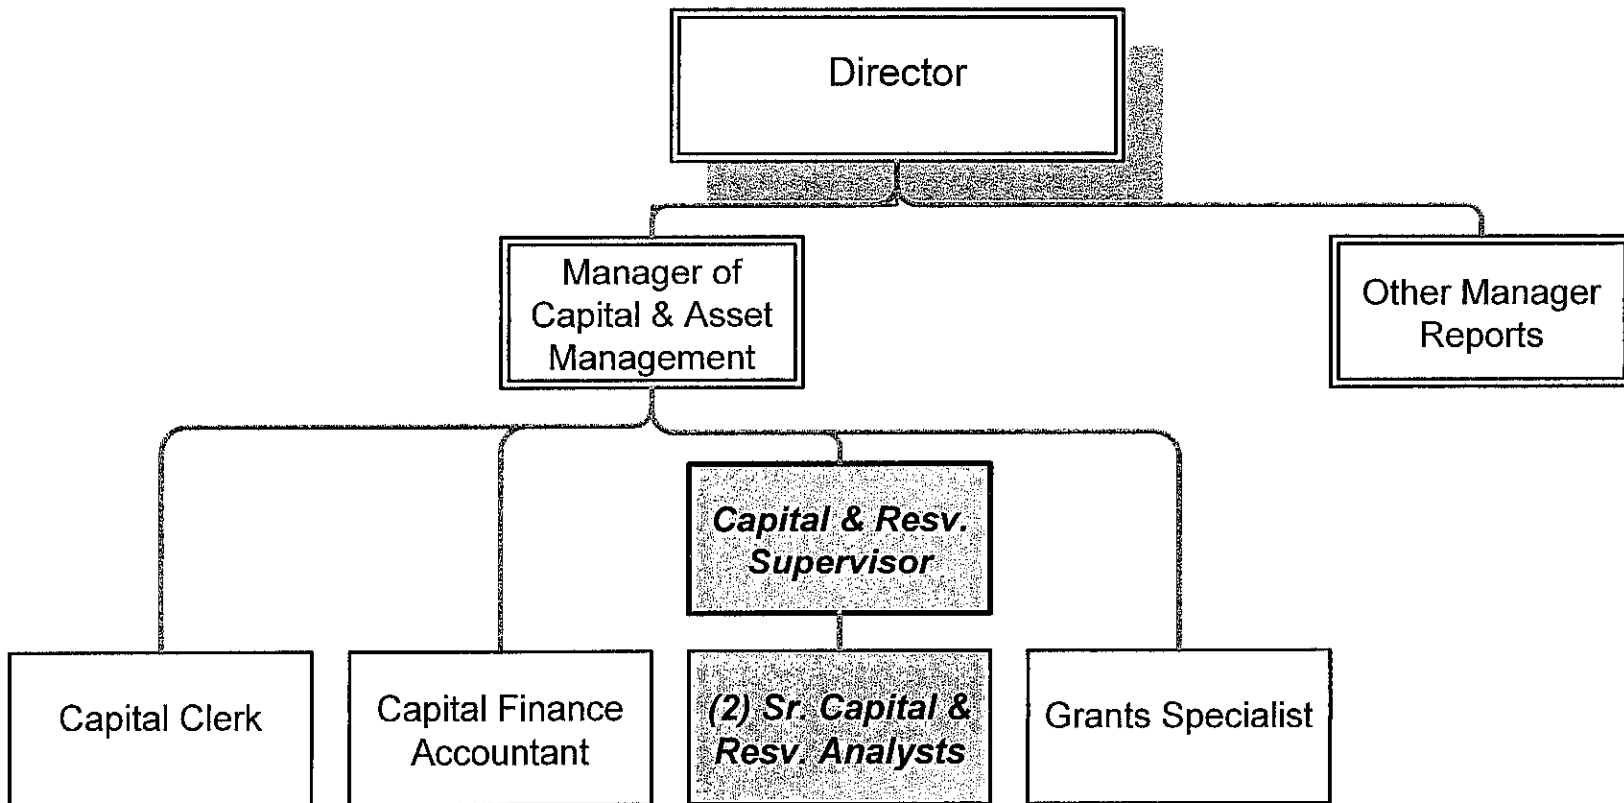 Director
Manager of
Capital & Asset
Management
Other Manager
Reports
Capital & Resv.
Supervisor
Capital Clerk
Capital Finance
Accountant
(2) Sr. Capital &
Resv. Analysts
Grants Specialist